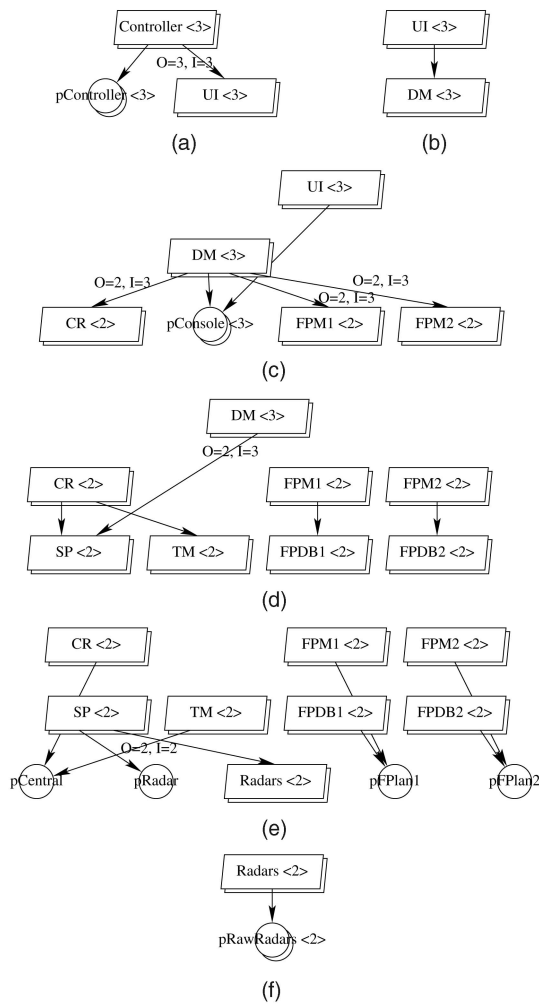 Controller <3>
UI <3>
O=3, I=3
pController <3>
UI <3>
DM <3>
(a)
(b)
UI <3>
DM <3>
O=2, I=3
O=2, I=3
O=2, I=3
CR <2>
pConsole <3>
FPM1 <2>
FPM2 <2>
(c)
DM <3>
O=2, I=3
CR <2>
FPM1 <2>
FPM2 <2>
SP <2>
TM <2>
FPDB1 <2>
FPDB2 <2>
(d)
CR <2>
FPM1 <2>
FPM2 <2>
SP <2>
TM <2>
FPDB1 <2>
FPDB2 <2>
O=2, I=2
pCentral
pRadar
Radars <2>
pFPlan1
pFPlan2
(e)
Radars <2>
pRawRadars <2>
(f)